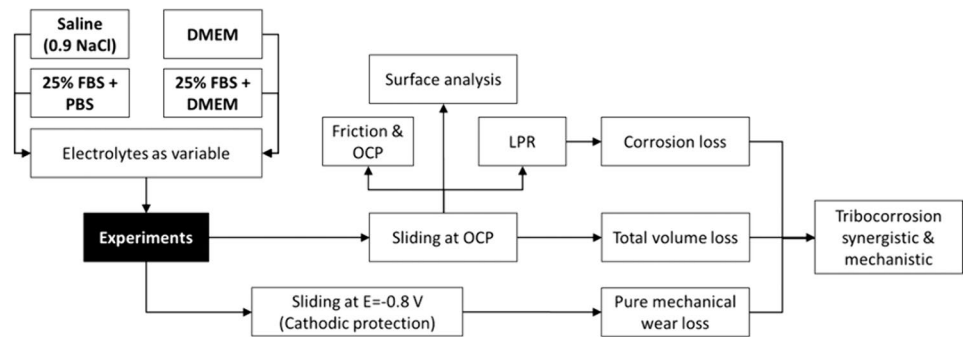 Saline
(0.9 NaCl)
DMEM
25% FBS +
PBS
25% FBS +
DMEM
Electrolytes as variable
Surface analysis
Friction &
OCP
LPR
Corrosion loss
Experiments
Sliding at OCP
Total volume loss
Tribocorrosion
synergistic &
mechanistic
Sliding at E=-0.8 V
(Cathodic protection)
Pure mechanical
wear loss